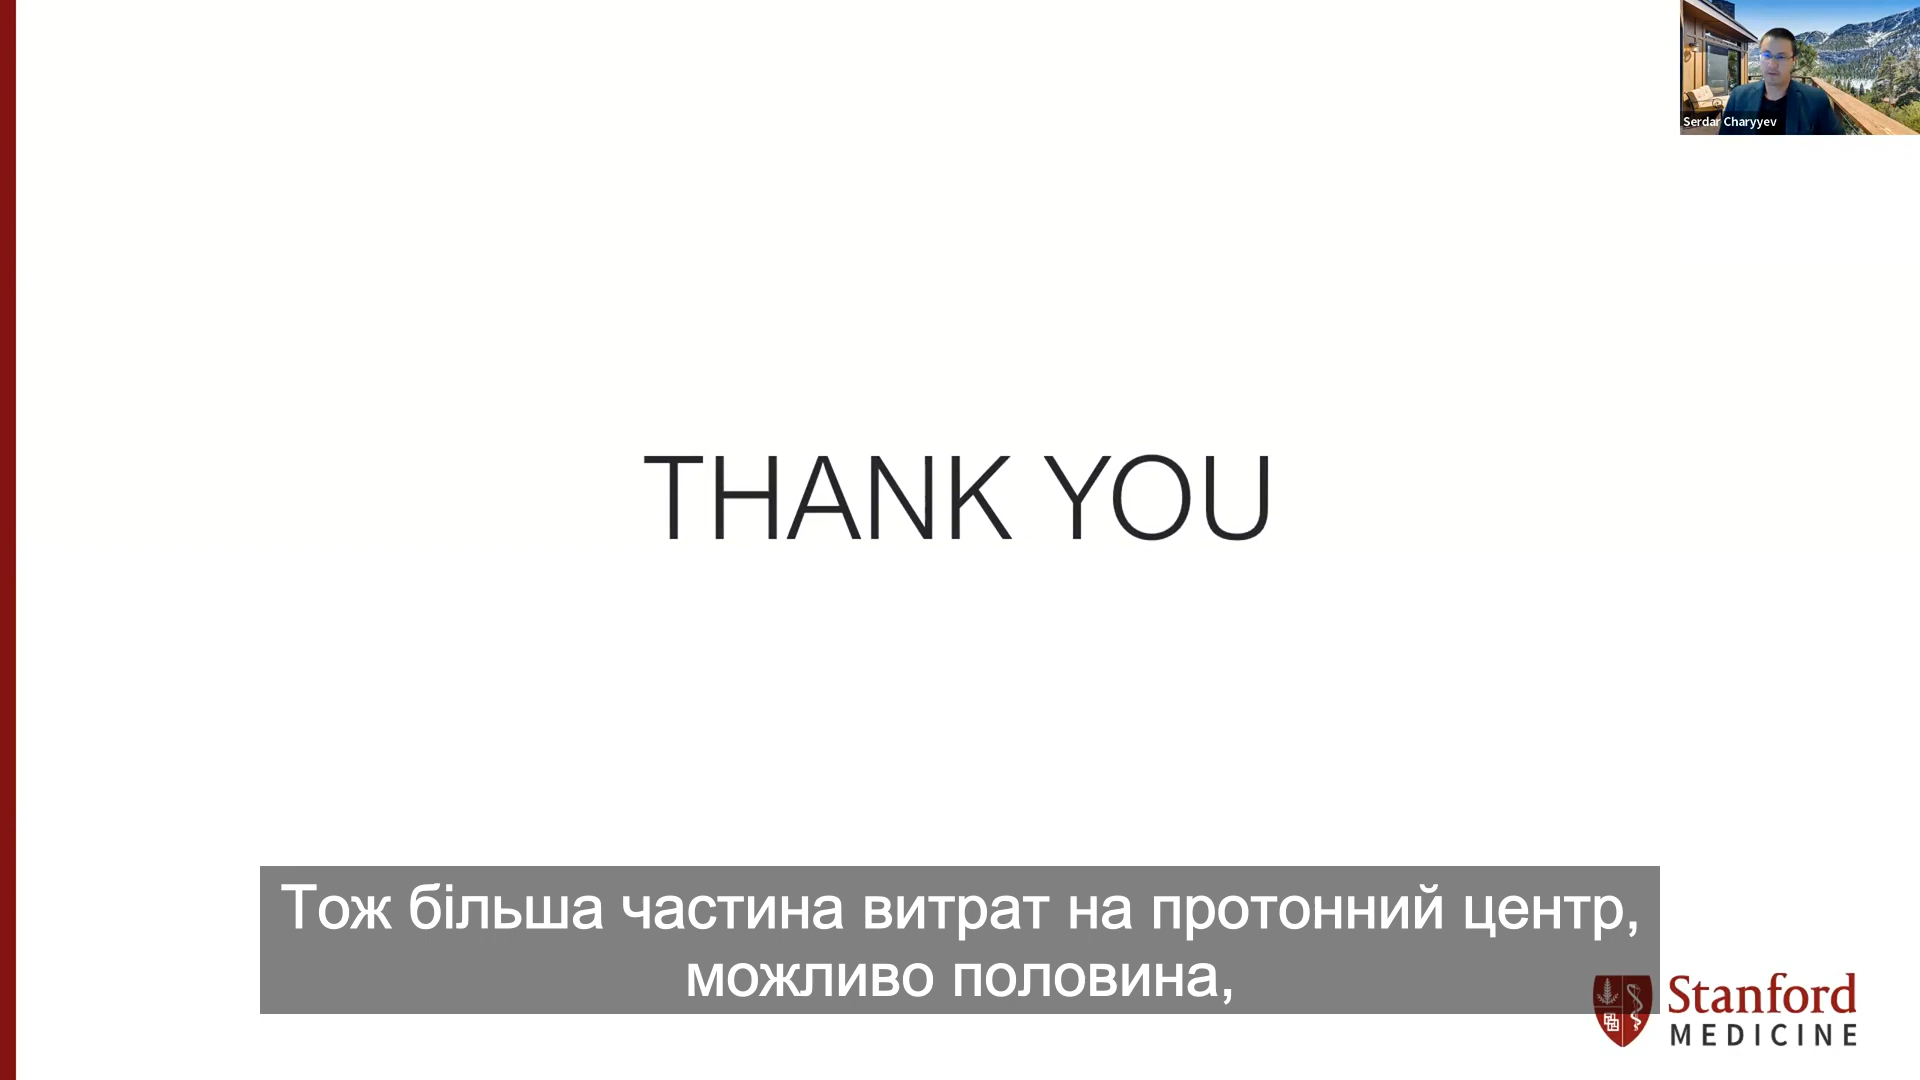 Serdar Charyyev
THANK YOU
Тож більша частина витрат на протонний центр,
можливо половина,
Stanford
MEDICINE